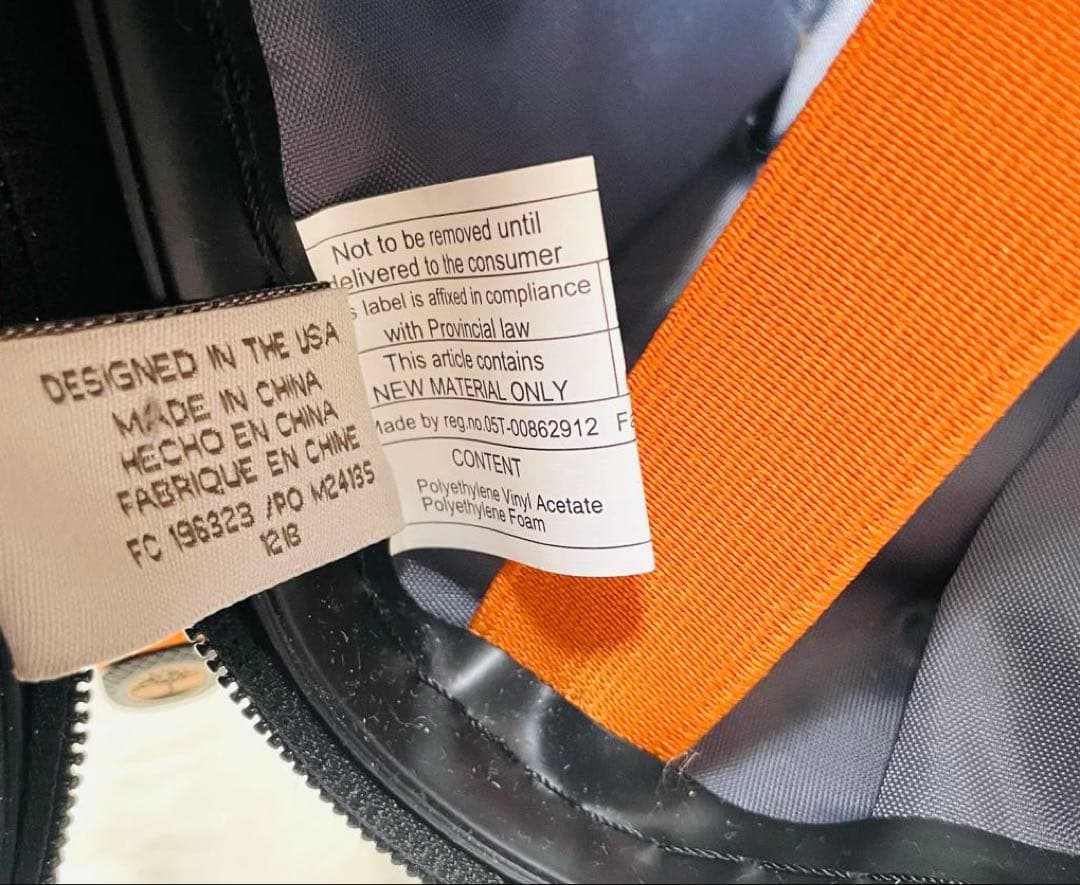 DESIGNED IN THE USA
MADE IN CHINA
HECHO EN CHINA
FABRIQUE EN CHINE
FC 196323 /PO M24135
121B
Not to be removed until
delivered to the consumer
label is affixed in compliance
with Provincial law
This article contains
NEW MATERIAL ONLY
Made by reg.no.05T-00862912
CONTENT
Polyethylene Vinyl Acetate
Polyethylene Foam